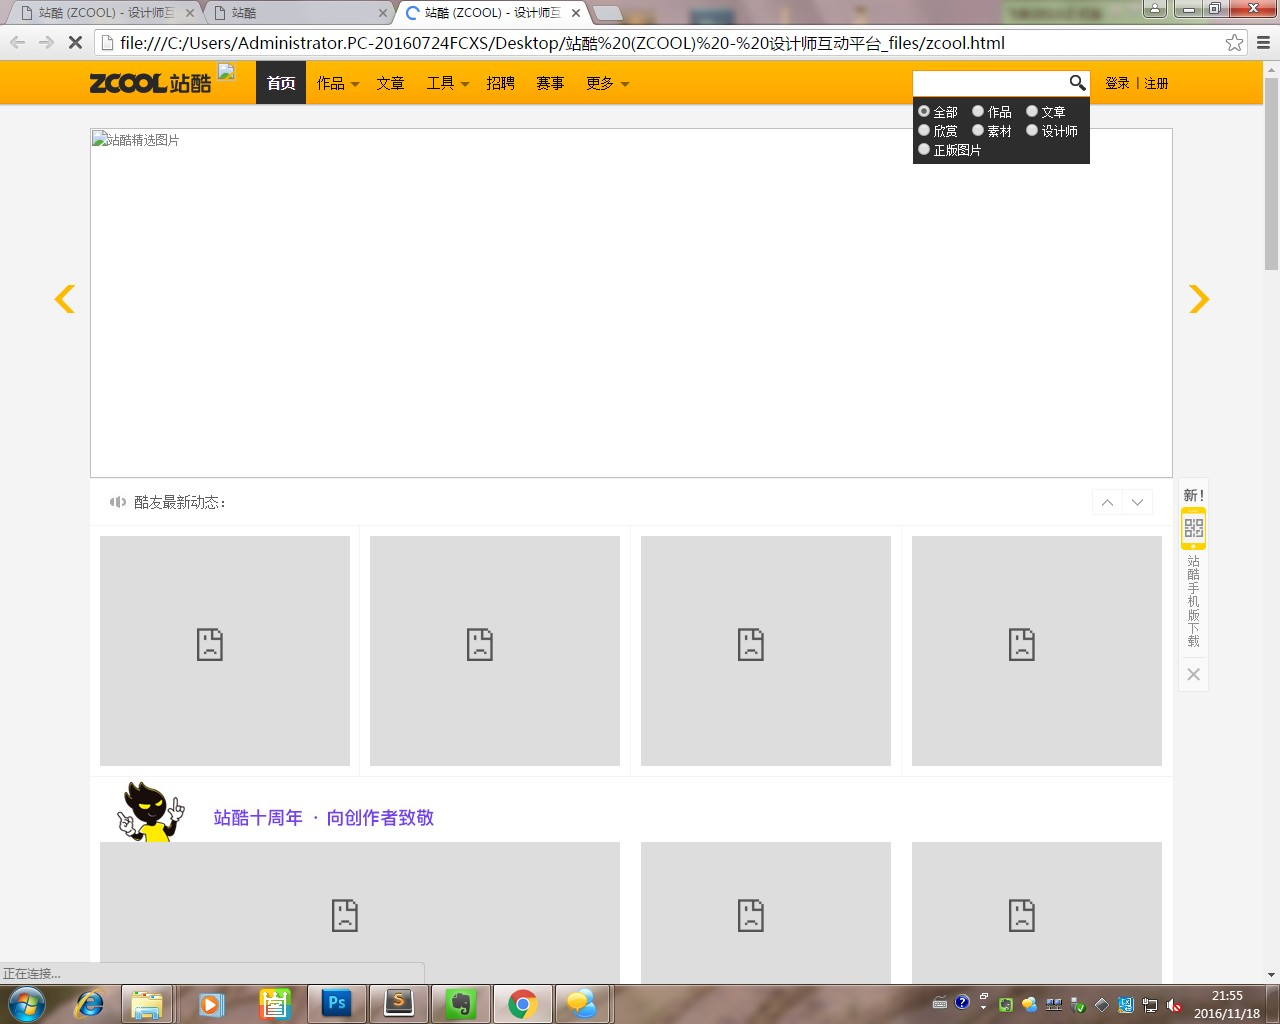 站酷 (ZCOOL) - 设计师互
站酷
站酷 (ZCOOL) - 设计师互
file:///C:/Users/Administrator.PC-20160724FCXS/Desktop/站酷%20(ZCOOL)%20-%20设计师互动平台_files/zcool.html
ZCOOL 站酷
首页 作品 文章 工具 招聘 赛事 更多
登录 | 注册
全部 作品 文章
欣赏 素材 设计师
正版图片
站酷精选图片
酷友最新动态：
新！
站酷手机版下载
站酷十周年 · 向创作者致敬
正在连接...
Ps
S
21:55
2016/11/18